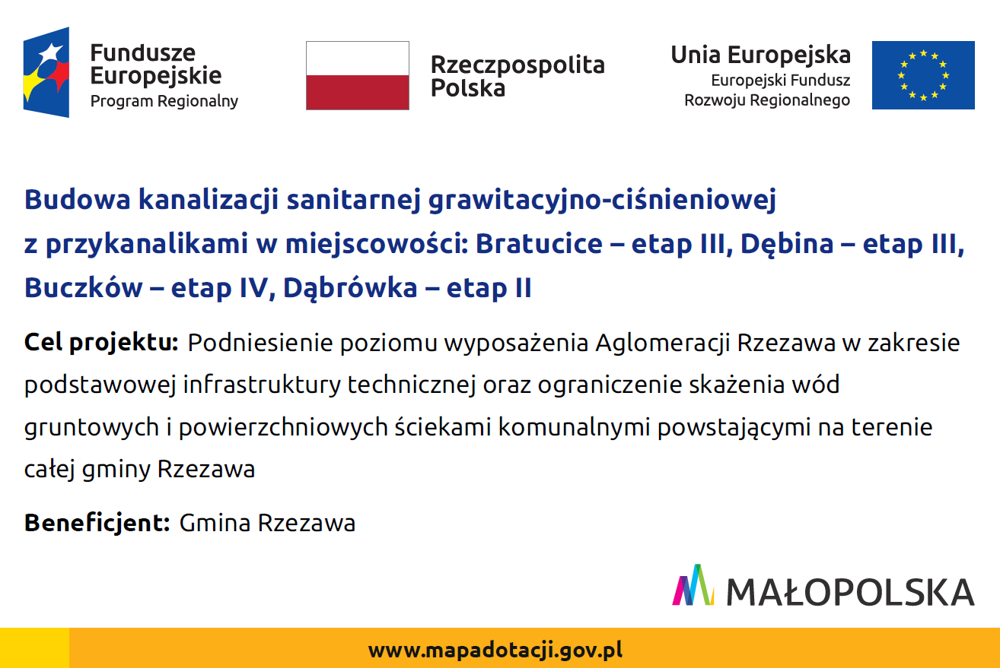 Fundusze
Europejskie
Program Regionalny
Rzeczpospolita
Polska
Unia Europejska
Europejski Fundusz
Rozwoju Regionalnego
Budowa kanalizacji sanitarnej grawitacyjno-ciśnieniowej
z przykanalikami w miejscowości: Bratucice – etap III, Dębina – etap III,
Buczków – etap IV, Dąbrówka – etap II
Cel projektu: Podniesienie poziomu wyposażenia Aglomeracji Rzezawa w zakresie
podstawowej infrastruktury technicznej oraz ograniczenie skażenia wód
gruntowych i powierzchniowych ściekami komunalnymi powstającymi na terenie
całej gminy Rzezawa
Beneficjent: Gmina Rzezawa
MAŁOPOLSKA
www.mapadotacji.gov.pl